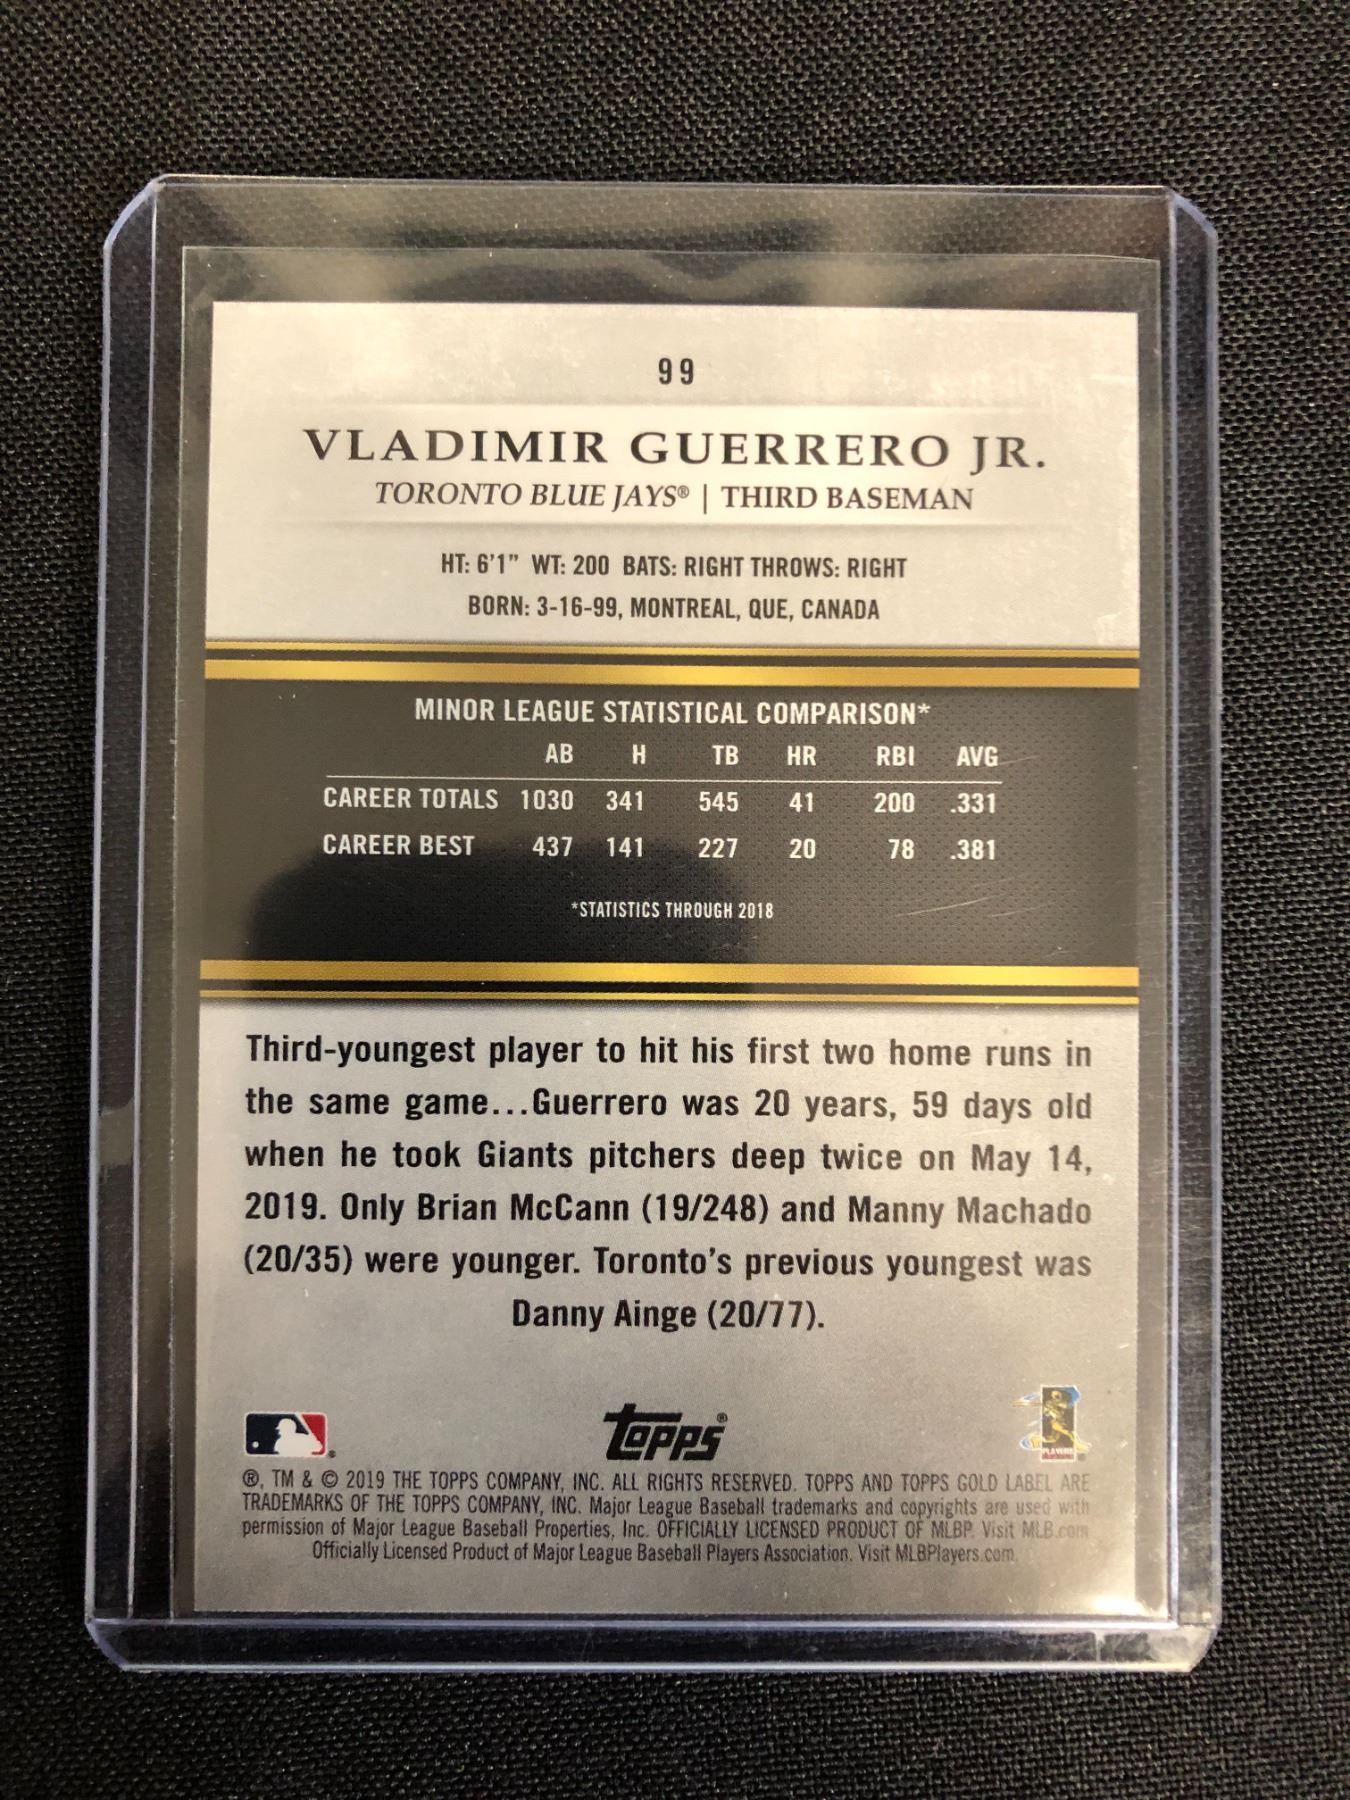 99
VLADIMIR GUERRERO JR.
TORONTO BLUE JAYS® | THIRD BASEMAN
HT: 6'1” WT: 200 BATS: RIGHT THROWS: RIGHT
BORN: 3-16-99, MONTREAL, QUE, CANADA
MINOR LEAGUE STATISTICAL COMPARISON*
AB H TB HR RBI AVG
CAREER TOTALS 1030 341 545 41 200 .331
CAREER BEST 437 141 227 20 78 .381
*STATISTICS THROUGH 2018
Third-youngest player to hit his first two home runs in
the same game...Guerrero was 20 years, 59 days old
when he took Giants pitchers deep twice on May 14,
2019. Only Brian McCann (19/248) and Manny Machado
(20/35) were younger. Toronto's previous youngest was
Danny Ainge (20/77).
Topps®
PLAYERS
®, TM & © 2019 THE TOPPS COMPANY, INC. ALL RIGHTS RESERVED. TOPPS AND TOPPS GOLD LABEL ARE
TRADEMARKS OF THE TOPPS COMPANY, INC. Major League Baseball trademarks and copyrights are used with
permission of Major League Baseball Properties, Inc. OFFICIALLY LICENSED PRODUCT OF MLBP. Visit MLB.com
Officially Licensed Product of Major League Baseball Players Association. Visit MLBPlayers.com.